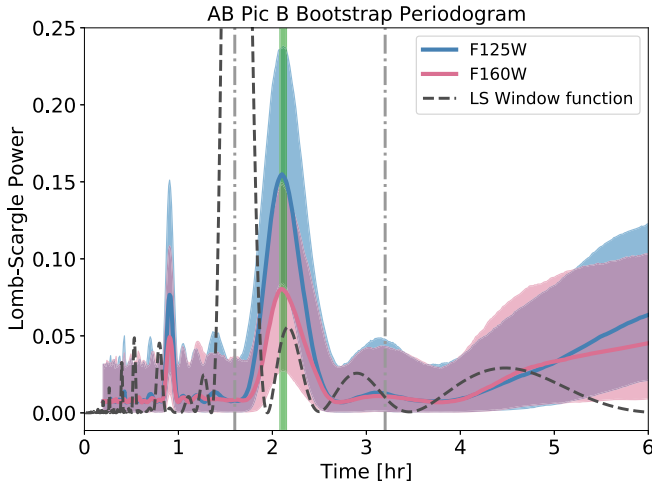 AB Pic B Bootstrap Periodogram
F125W
F160W
LS Window function
Lomb-Scargle Power
0.25
0.20
0.15
0.10
0.05
0.00
0 1 2 3 4 5 6
Time [hr]